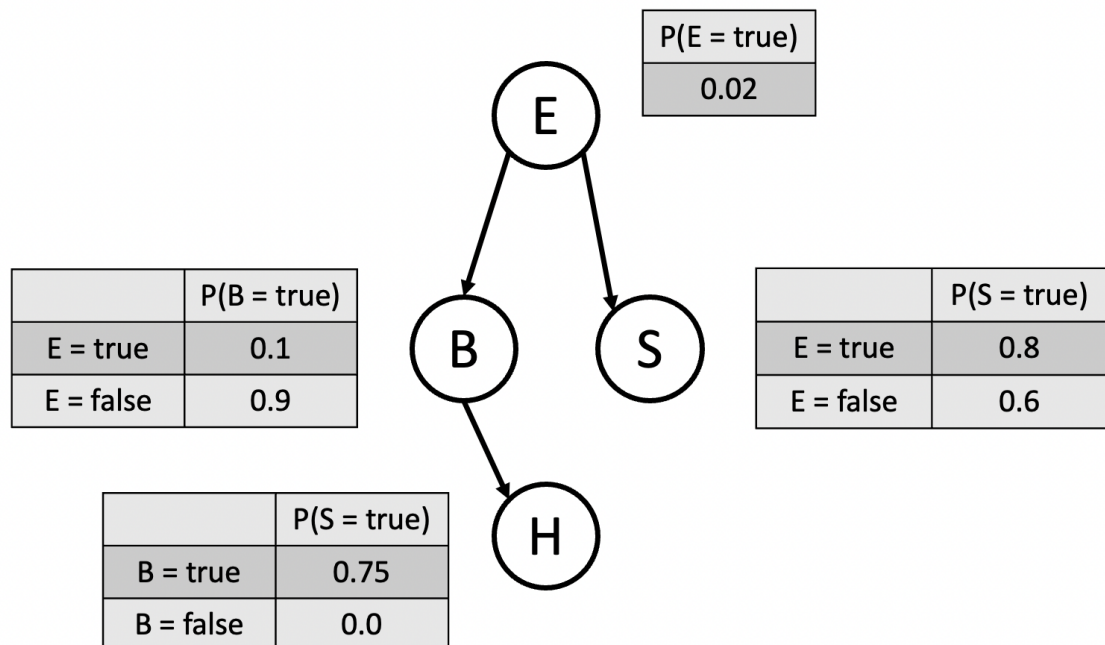 P(E = true)
0.02
E
P(B = true)
E = true 0.1
E = false 0.9
B
S
P(S = true)
E = true 0.8
E = false 0.6
P(S = true)
B = true 0.75
B = false 0.0
H